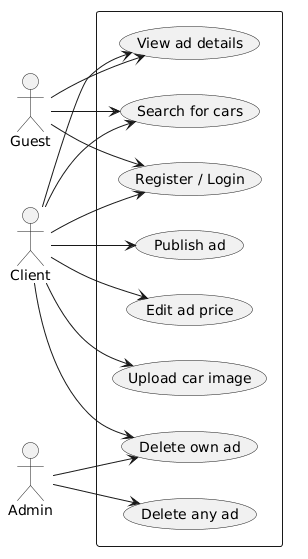 View ad details
Guest
Search for cars
Register / Login
Client
Publish ad
Edit ad price
Upload car image
Delete own ad
Admin
Delete any ad